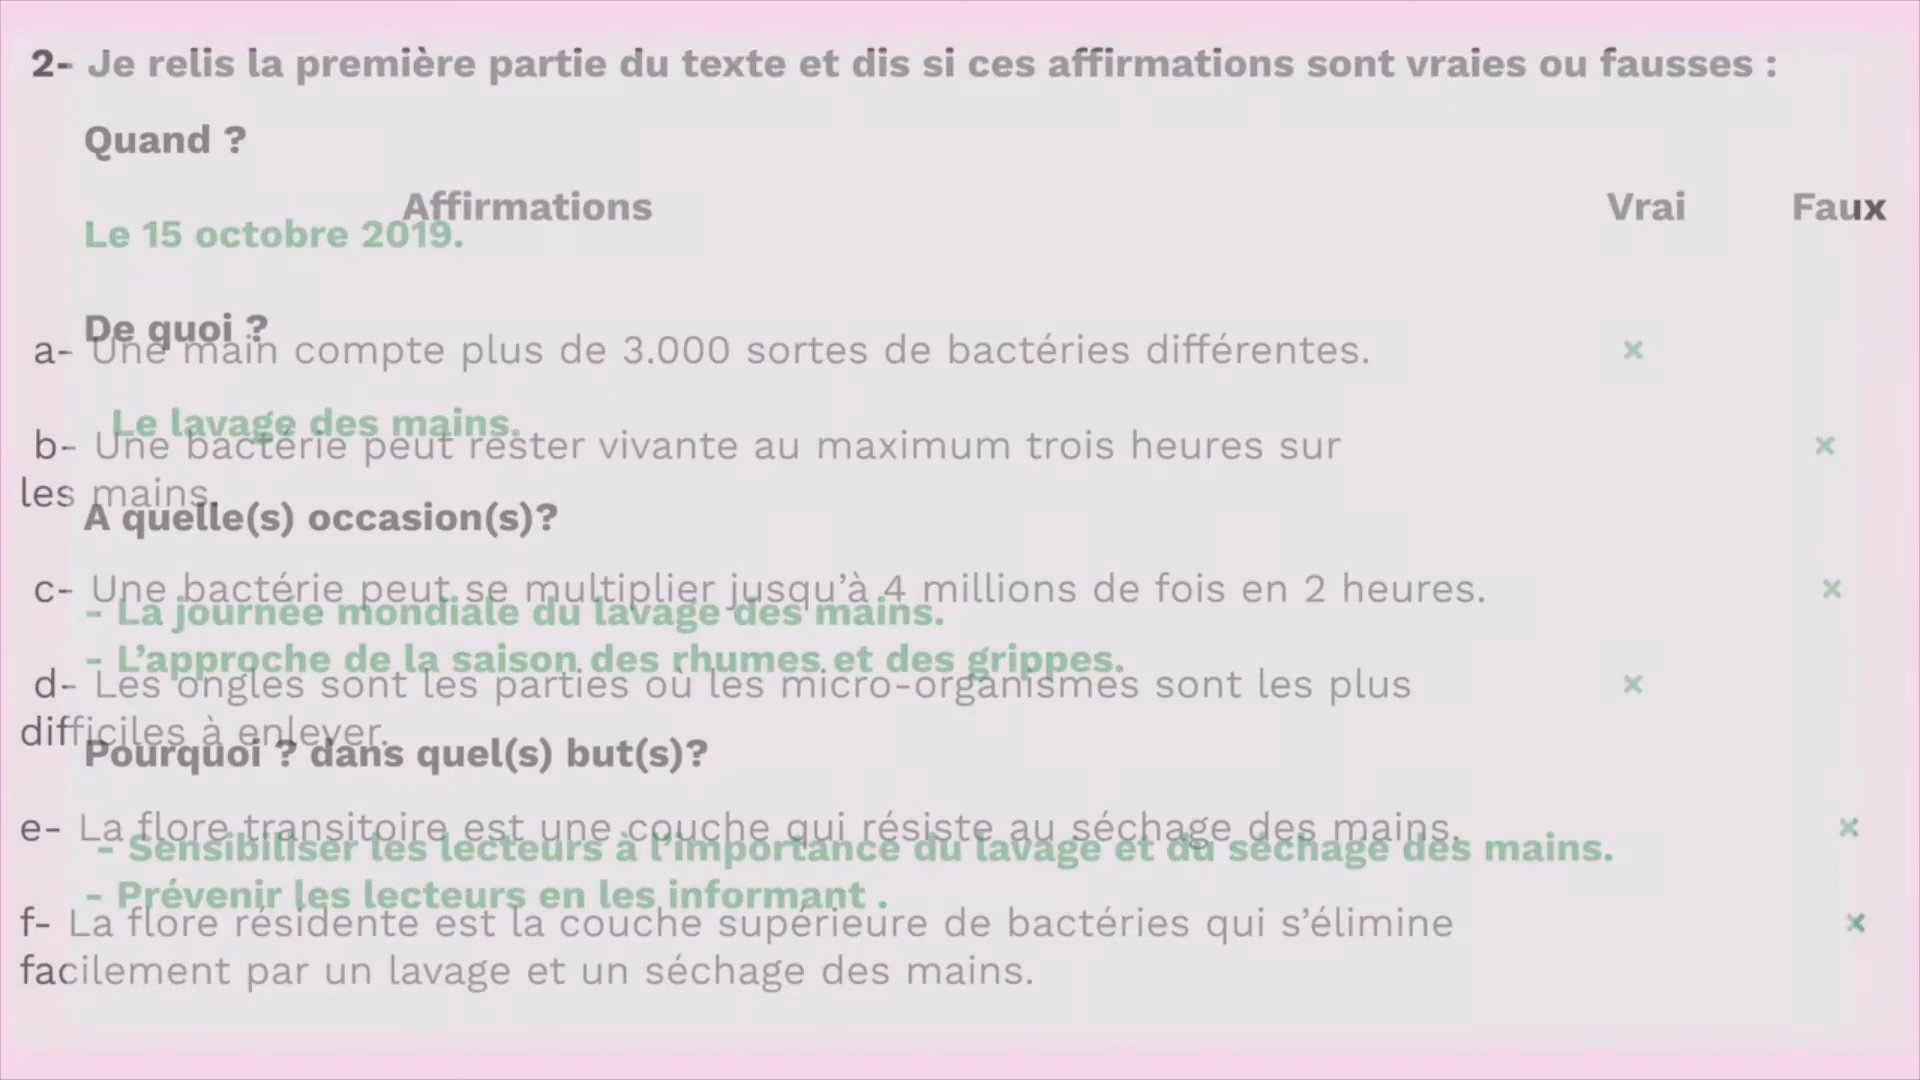 2- Je relis la première partie du texte et dis si ces affirmations sont vraies ou fausses :
Quand ?
Affirmations Vrai Faux
Le 15 octobre 2019.
De quoi ?
a- Une main compte plus de 3.000 sortes de bactéries différentes. ×
Le lavage des mains.
b- Une bactérie peut rester vivante au maximum trois heures sur ×
les mains.
A quelle(s) occasion(s)?
c- Une bactérie peut se multiplier jusqu’à 4 millions de fois en 2 heures. ×
- La journée mondiale du lavage des mains.
- L’approche de la saison des rhumes et des grippes.
d- Les ongles sont les parties où les micro-organismes sont les plus ×
difficiles à enlever.
Pourquoi ? dans quel(s) but(s)?
e- La flore transitoire est une couche qui résiste au séchage des mains. ×
- Sensibiliser les lecteurs à l’importance du lavage et du séchage des mains.
- Prévenir les lecteurs en les informant .
f- La flore résidente est la couche supérieure de bactéries qui s’élimine ×
facilement par un lavage et un séchage des mains.